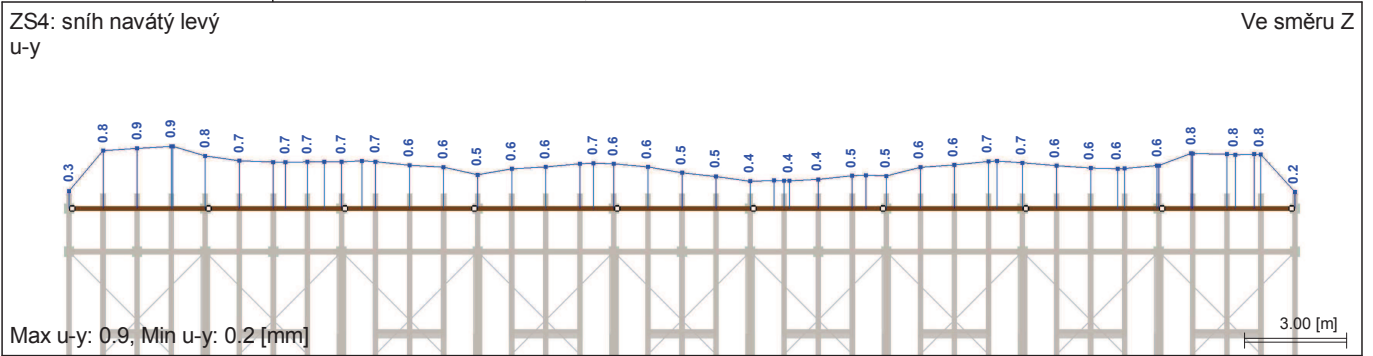 ZS4: sníh navátý levý
Ve směru Z
u-y
0.3 0.8 0.9 0.9 0.8 0.7 0.7 0.7 0.7 0.7 0.6 0.6 0.5 0.6 0.6 0.7 0.6 0.6 0.5 0.5 0.4 0.4 0.4 0.5 0.5 0.6 0.6 0.7 0.7 0.6 0.6 0.6 0.6 0.8 0.8 0.8 0.2
Max u-y: 0.9, Min u-y: 0.2 [mm]
3.00 [m]